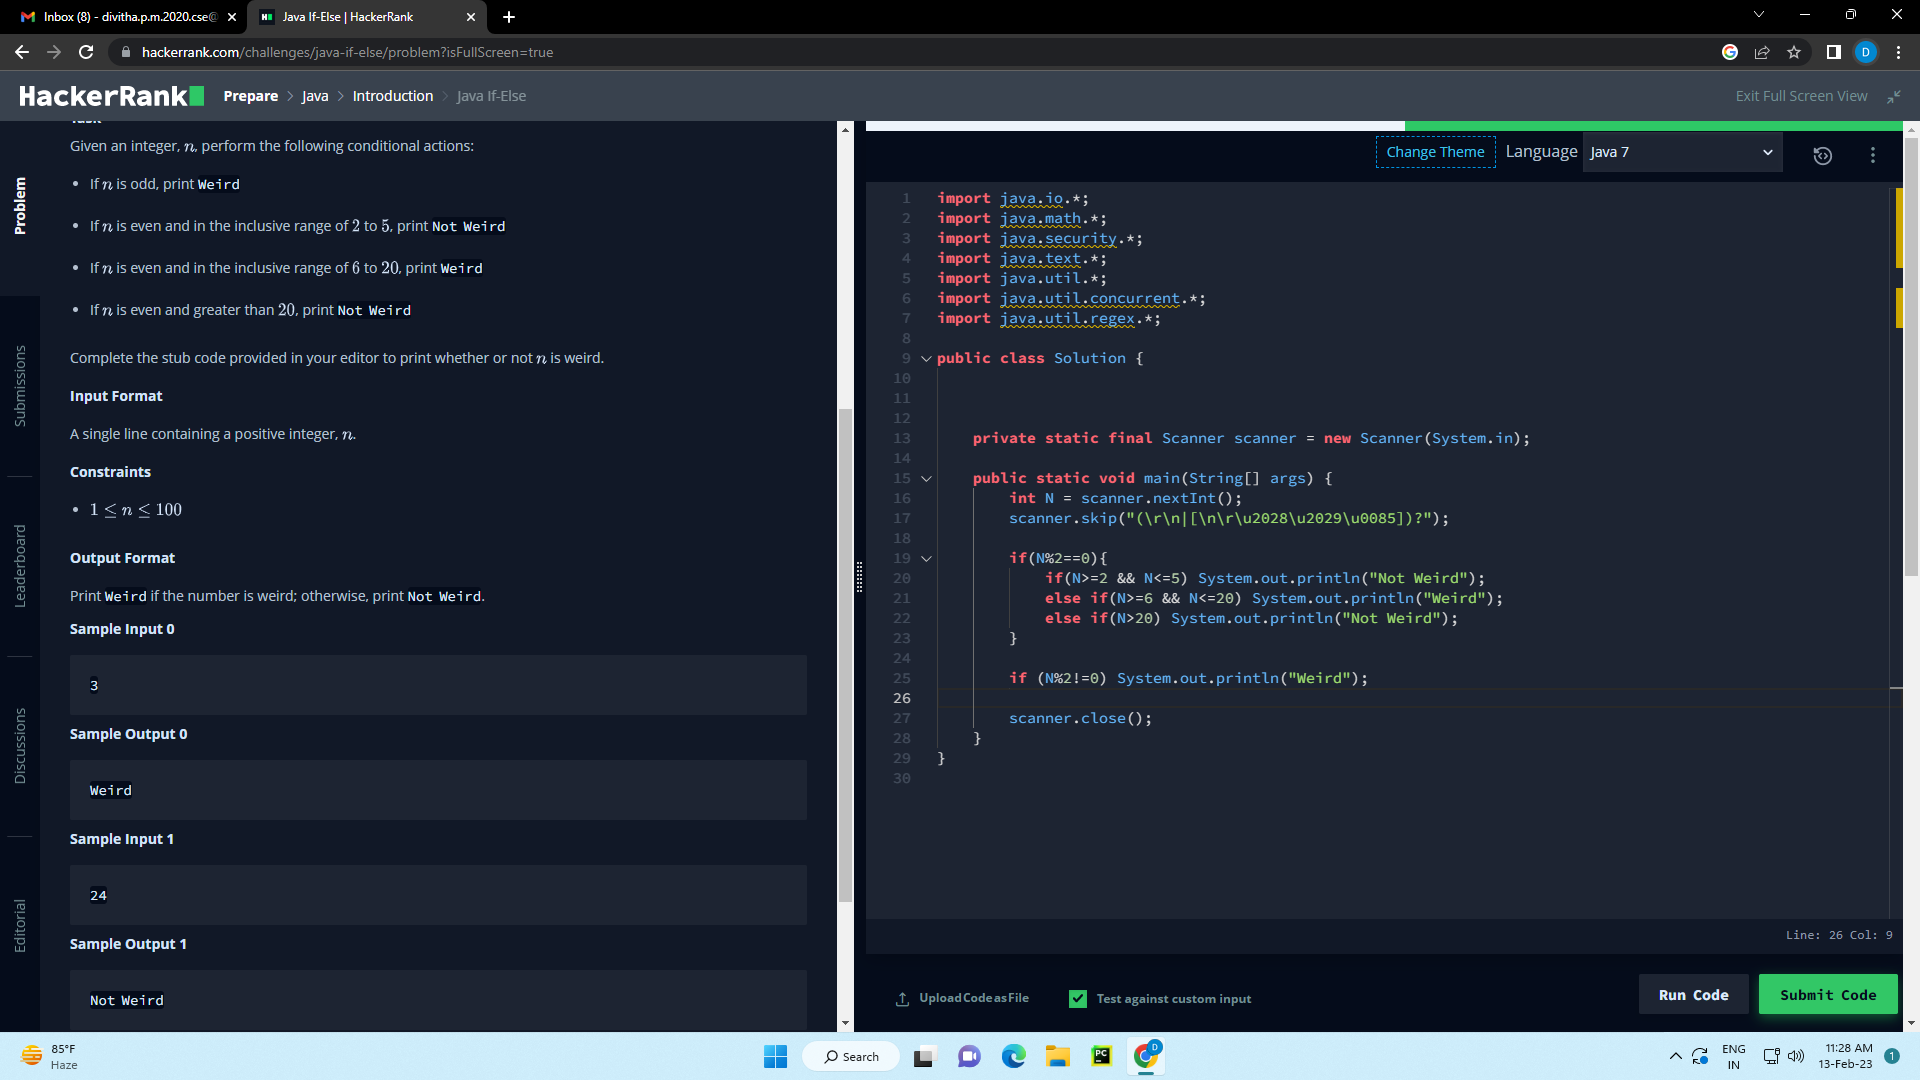 Inbox (8) - divitha.p.m.2020.cse@
Java If-Else | HackerRank
hackerrank.com/challenges/java-if-else/problem?isFullScreen=true
D
HackerRank
Prepare > Java > Introduction > Java If-Else
Exit Full Screen View
Problem
Submissions
Leaderboard
Discussions
Editorial
Task
Given an integer, n, perform the following conditional actions:
• If n is odd, print Weird
• If n is even and in the inclusive range of 2 to 5, print Not Weird
• If n is even and in the inclusive range of 6 to 20, print Weird
• If n is even and greater than 20, print Not Weird
Complete the stub code provided in your editor to print whether or not n is weird.
Input Format
A single line containing a positive integer, n.
Constraints
• 1 ≤ n ≤ 100
Output Format
Print Weird if the number is weird; otherwise, print Not Weird.
Sample Input 0
3
Sample Output 0
Weird
Sample Input 1
24
Sample Output 1
Not Weird
Change Theme Language Java 7
1 import java.io.*;
2 import java.math.*;
3 import java.security.*;
4 import java.text.*;
5 import java.util.*;
6 import java.util.concurrent.*;
7 import java.util.regex.*;
8
9 public class Solution {
10
11
12
13 private static final Scanner scanner = new Scanner(System.in);
14
15 public static void main(String[] args) {
16 int N = scanner.nextInt();
17 scanner.skip("(\r\n|[\n\r\u2028\u2029\u0085])?");
18
19 if(N%2==0){
20 if(N>=2 && N<=5) System.out.println("Not Weird");
21 else if(N>=6 && N<=20) System.out.println("Weird");
22 else if(N>20) System.out.println("Not Weird");
23 }
24
25 if (N%2!=0) System.out.println("Weird");
26
27 scanner.close();
28 }
29 }
30
Line: 26 Col: 9
Upload Code as File
Test against custom input
Run Code
Submit Code
85°F
Haze
Search
PC
D
ENG
IN
11:28 AM
13-Feb-23
1